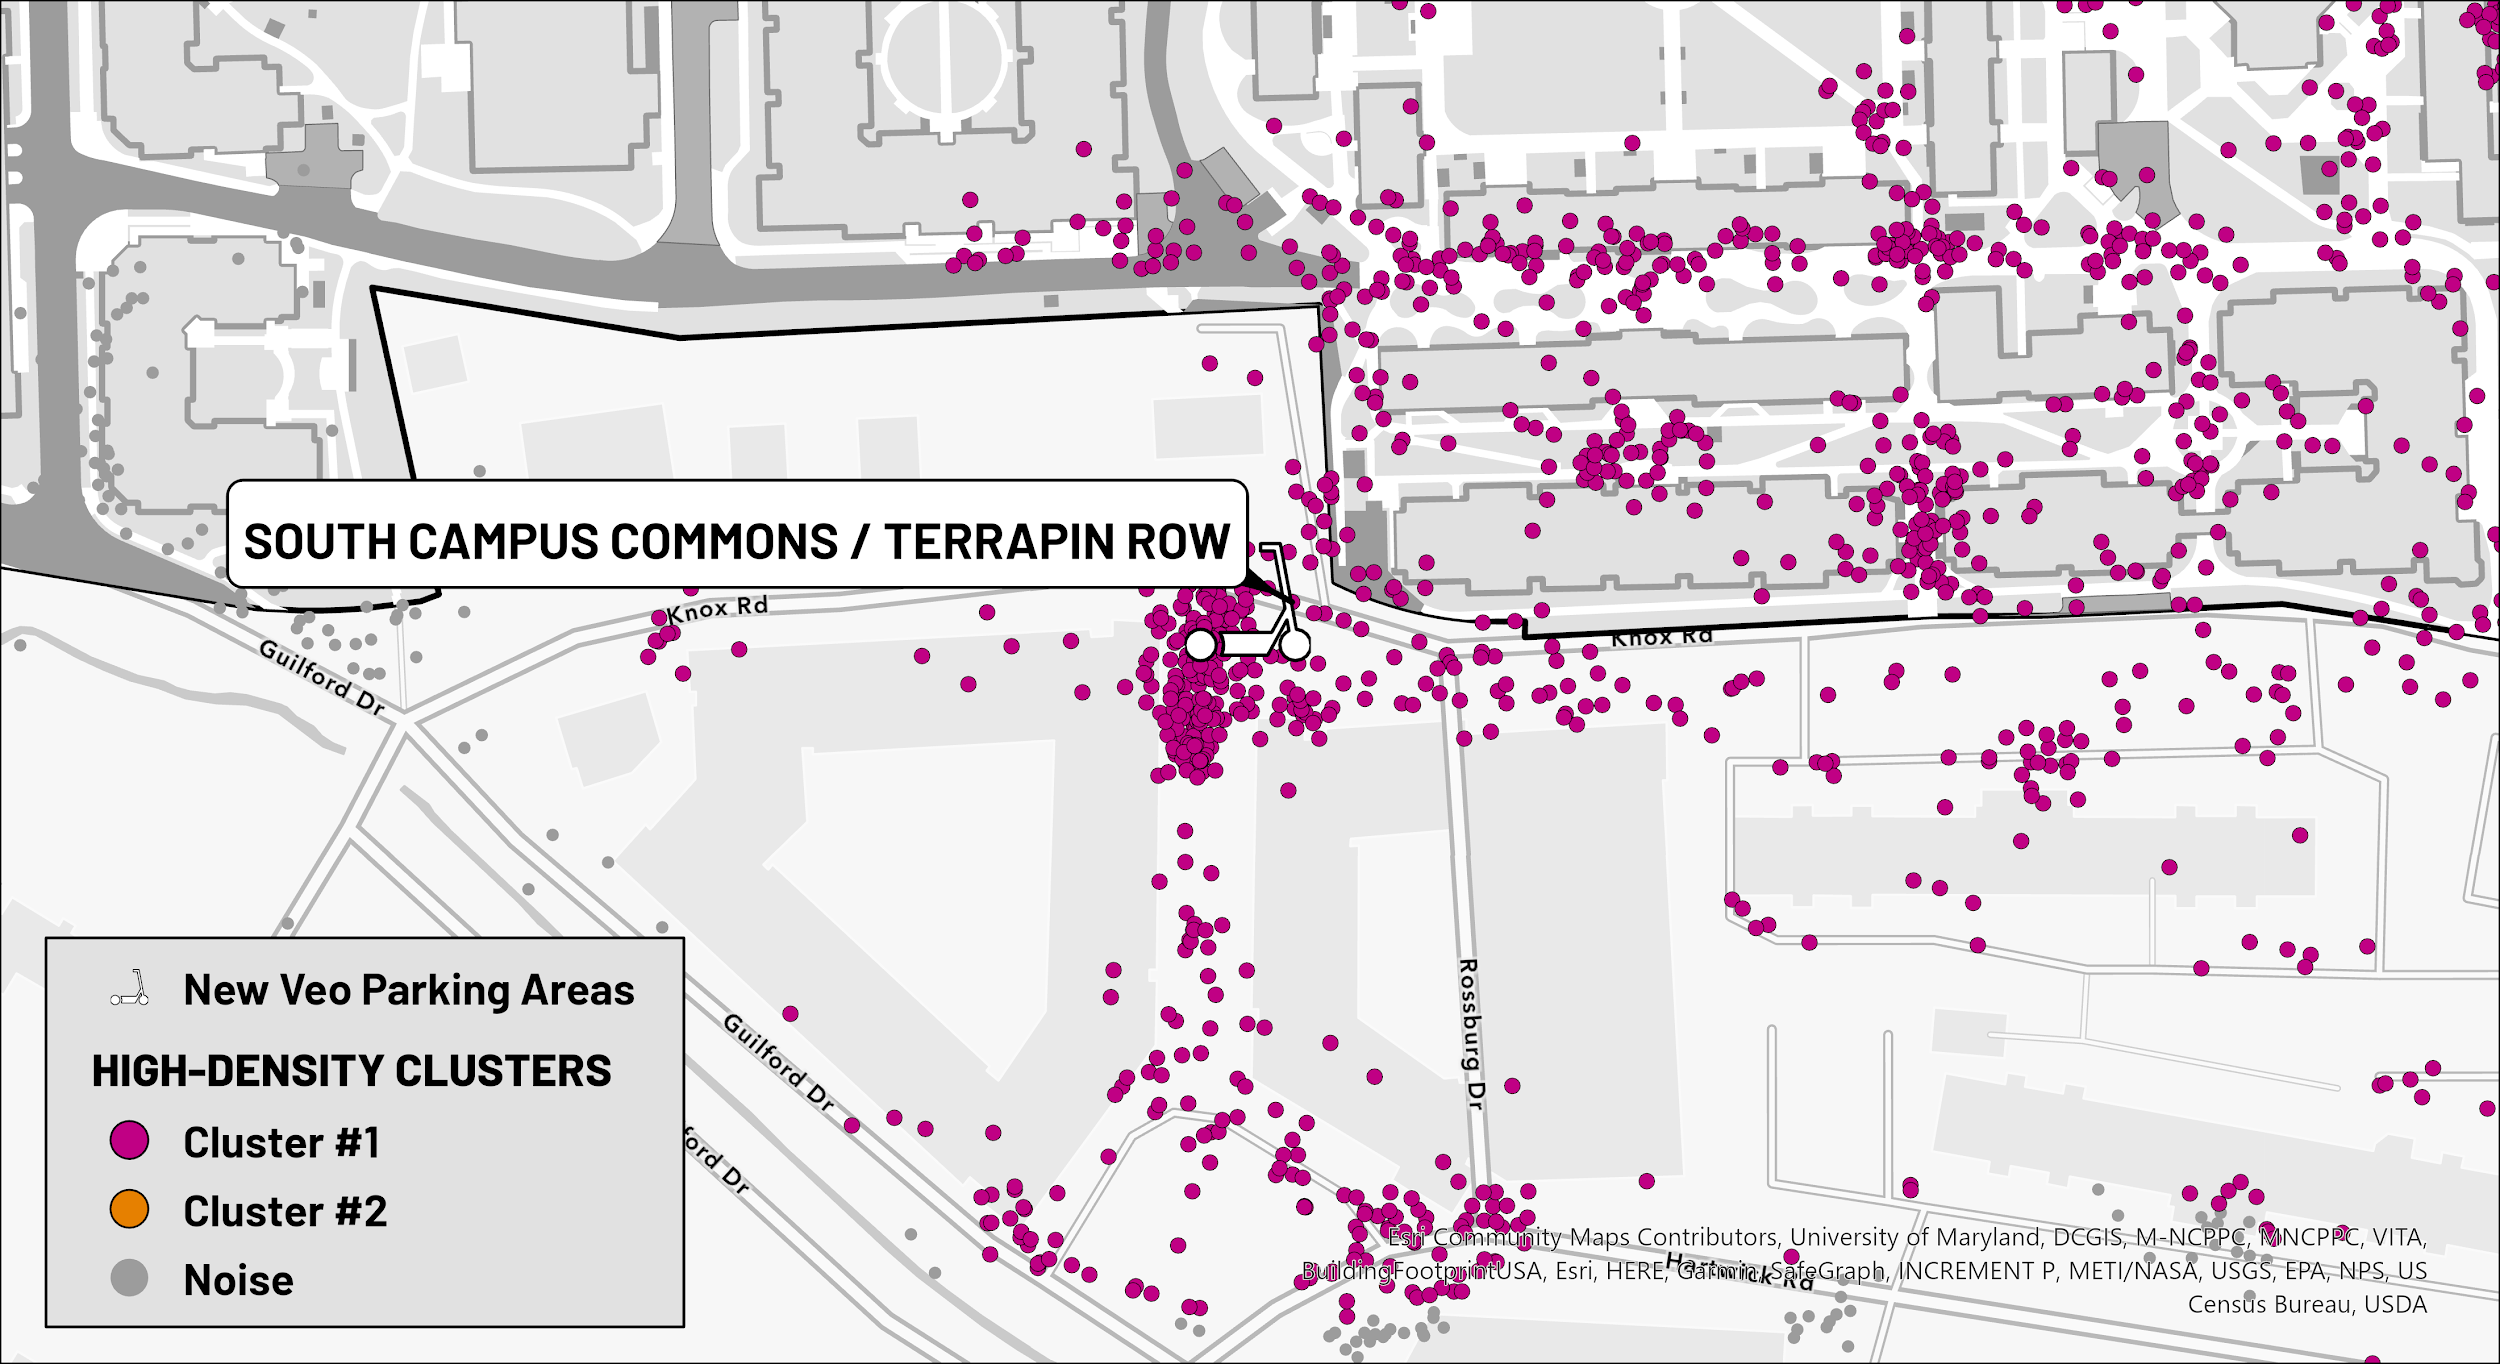 SOUTH CAMPUS COMMONS / TERRAPIN ROW
Knox Rd
Knox Rd
Guilford Dr
Guilford Dr
ford Dr
Rossburg Dr
Hartwick Rd
New Veo Parking Areas
HIGH-DENSITY CLUSTERS
Cluster #1
Cluster #2
Noise
Esri Community Maps Contributors, University of Maryland, DCGIS, M-NCPPC, MNCPPC, VITA,
BuildingFootprintUSA, Esri, HERE, Garmin, SafeGraph, INCREMENT P, METI/NASA, USGS, EPA, NPS, US
Census Bureau, USDA